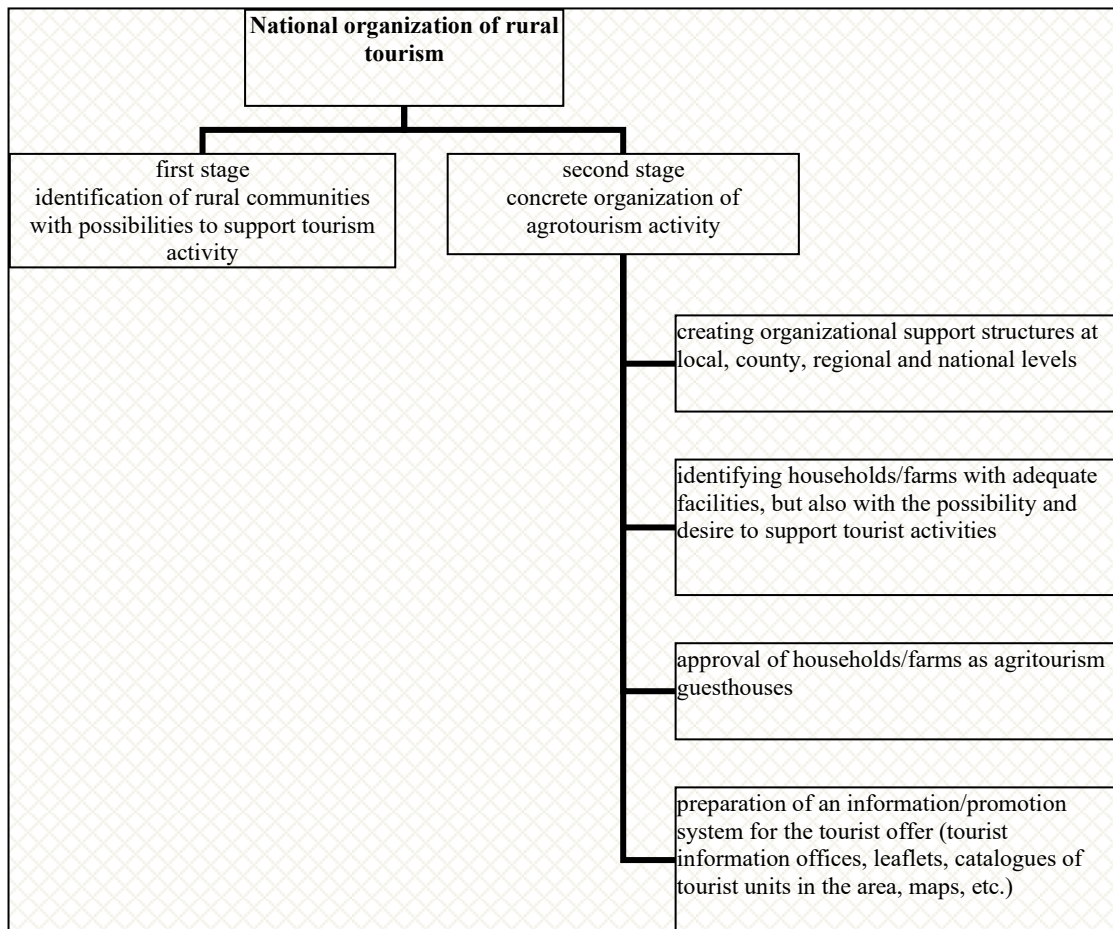 National organization of rural
tourism
first stage
identification of rural communities
with possibilities to support tourism
activity
second stage
concrete organization of
agrotourism activity
creating organizational support structures at
local, county, regional and national levels
identifying households/farms with adequate
facilities, but also with the possibility and
desire to support tourist activities
approval of households/farms as agritourism
guesthouses
preparation of an information/promotion
system for the tourist offer (tourist
information offices, leaflets, catalogues of
tourist units in the area, maps, etc.)